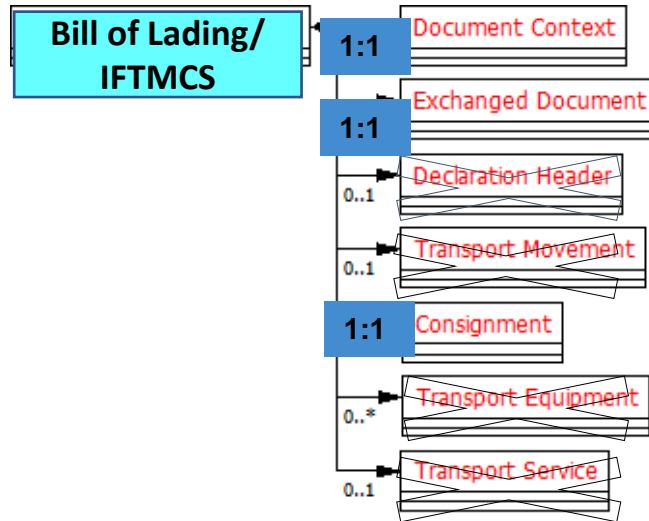 Bill of Lading/
IFTMCS
1:1
Document Context
Exchanged Document
1:1
Declaration Header
0..1
Transport Movement
0..1
1:1
Consignment
Transport Equipment
0..*
Transport Service
0..1